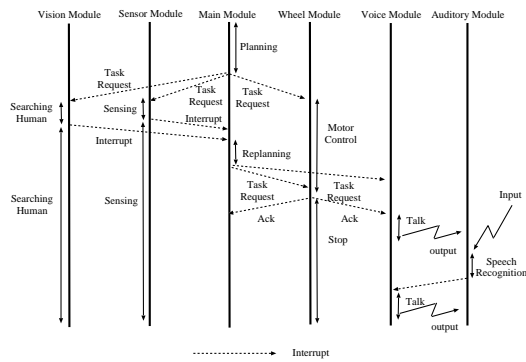 Vision Module Sensor Module Main Module Wheel Module Voice Module Auditory Module
Planning
Task
Request
Task
Request
Task
Request
Searching
Human
Sensing
Interrupt
Interrupt
Motor
Control
Replanning
Task
Request
Task
Request
Input
Searching
Human
Sensing
Ack
Ack
Talk
Stop
output
Speech
Recognition
Talk
output
Interrupt